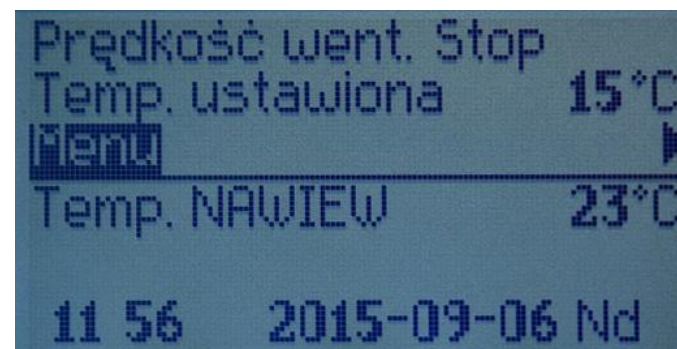 Prędkość went. Stop
Temp. ustawiona 15°C
Menu
Temp. NAWIEW 23°C
11 56 2015-09-06 Nd